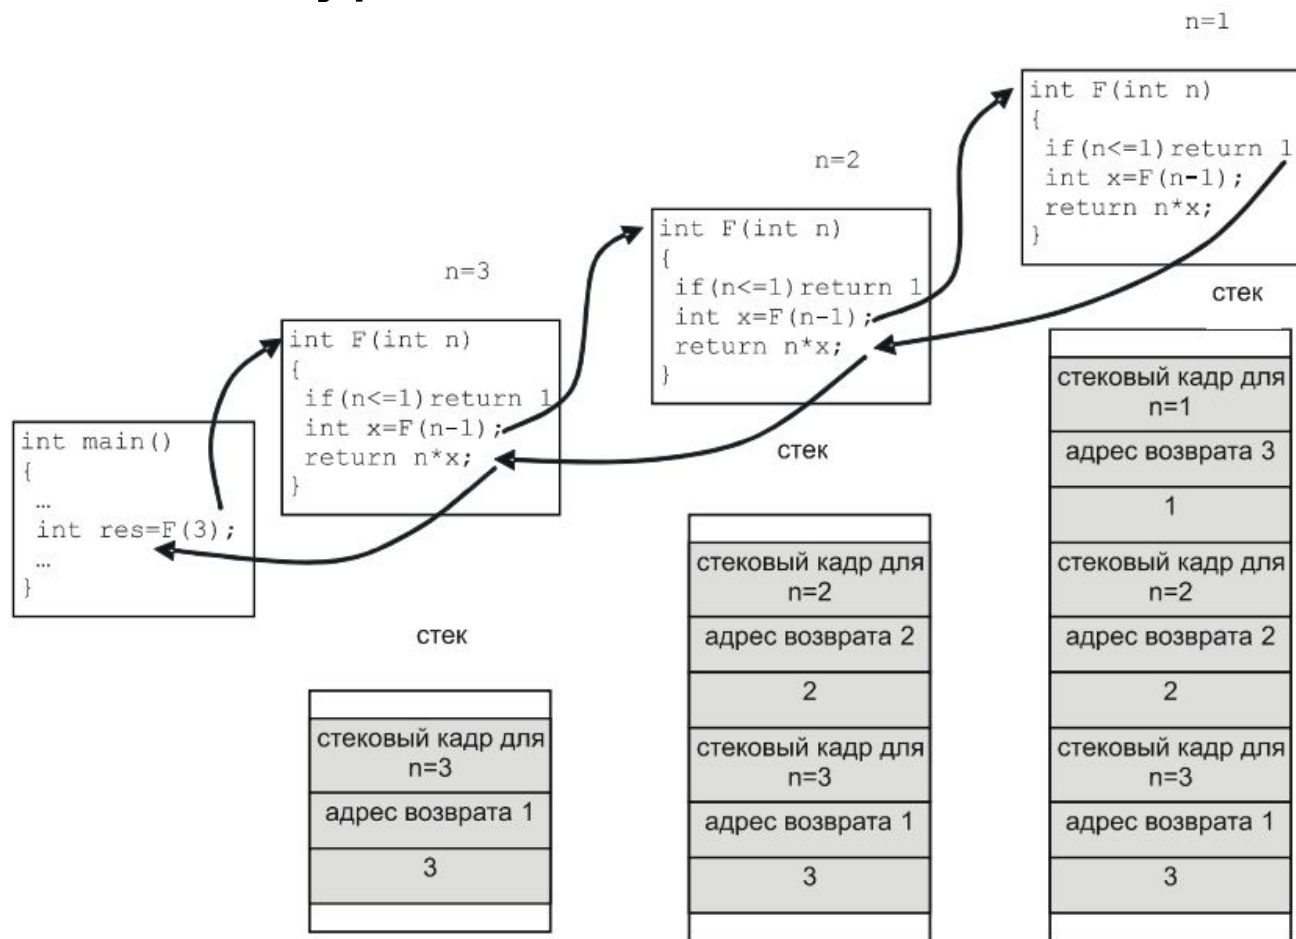 n=1
int F(int n)
{
if(n<=1)return 1
int x=F(n-1);
return n*x;
}
n=2
int F(int n)
{
if(n<=1)return 1
int x=F(n-1);
return n*x;
}
n=3
int F(int n)
{
if(n<=1)return 1
int x=F(n-1);
return n*x;
}
int main()
{
…
int res=F(3);
…
}
стек
стековый кадр для
n=3
адрес возврата 1
3
стек
стековый кадр для
n=2
адрес возврата 2
2
стековый кадр для
n=3
адрес возврата 1
3
стек
стековый кадр для
n=1
адрес возврата 3
1
стековый кадр для
n=2
адрес возврата 2
2
стековый кадр для
n=3
адрес возврата 1
3